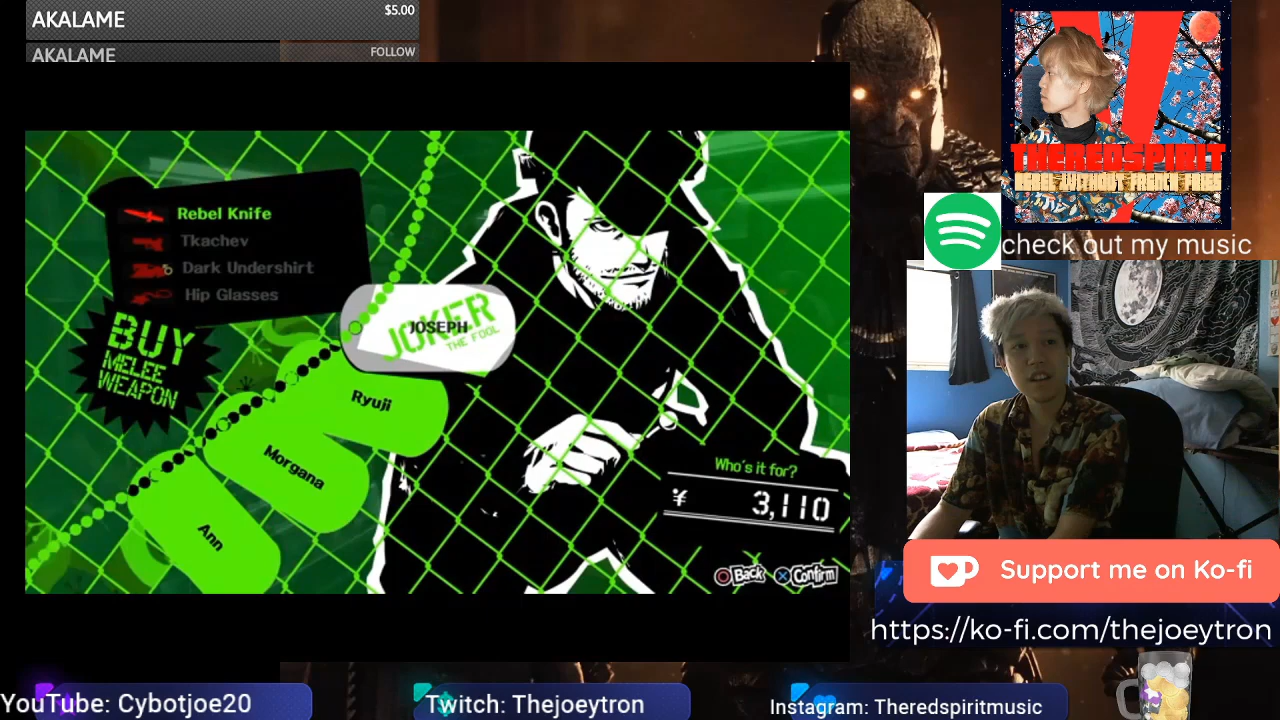 AKALAME
$5.00
AKALAME
FOLLOW
Rebel Knife
Tkachev
Dark Undershirt
Hip Glasses
BUY
MELEE
WEAPON
JOKER
THE FOOL
JOSEPH
Ryuji
Morgana
Ann
Who's it for?
¥ 3,110
Back
Confirm
THEREDSPIRIT
REBEL WITHOUT FRENCH FRIES
check out my music
Support me on Ko-fi
https://ko-fi.com/thejoeytron
YouTube: Cybotjoe20
Twitch: Thejoeytron
Instagram: Theredspiritmusic